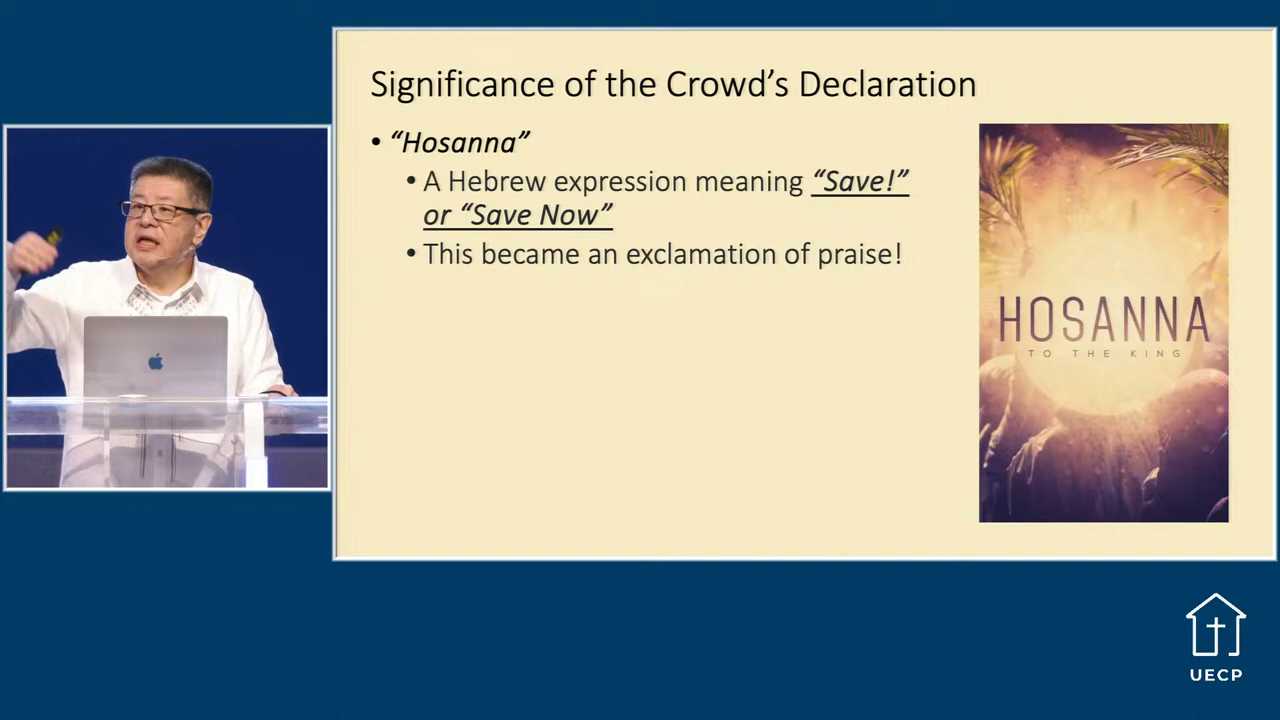 Significance of the Crowd’s Declaration
• “Hosanna”
• A Hebrew expression meaning “Save!”
or “Save Now”
• This became an exclamation of praise!
HOSANNA
TO THE KING
UECP